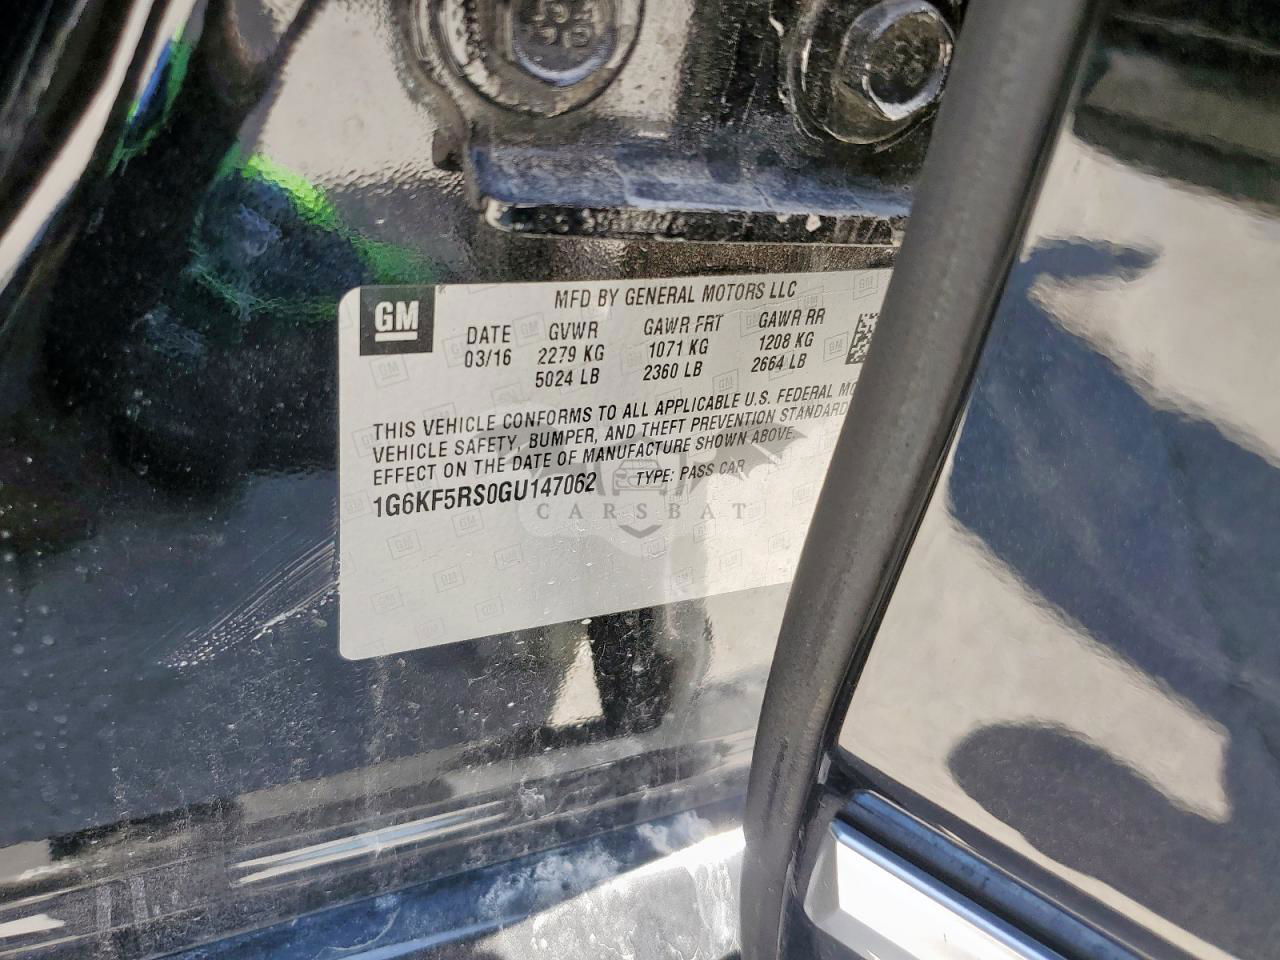 GM
MFD BY GENERAL MOTORS LLC
DATE GVWR GAWR FRT GAWR RR
03/16 2279 KG 1071 KG 1208 KG
5024 LB 2360 LB 2664 LB
THIS VEHICLE CONFORMS TO ALL APPLICABLE U.S. FEDERAL
VEHICLE SAFETY, BUMPER, AND THEFT PREVENTION STANDARD
EFFECT ON THE DATE OF MANUFACTURE SHOWN ABOVE.
1G6KF5RS0GU147062 TYPE: PASS CAR
CARSBAT